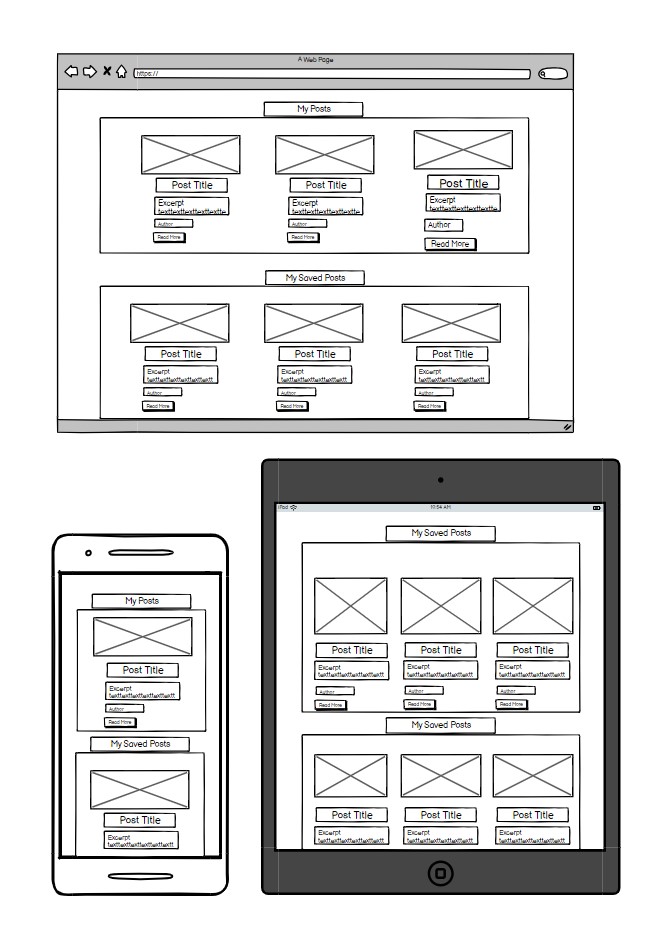 A Web Page
https://
My Posts
Post Title
Post Title
Post Title
Excerpt
texttexttexttexttextte
Excerpt
texttexttexttexttextte
Excerpt
texttexttexttexttextte
Author
Author
Author
Read More
Read More
Read More
My Saved Posts
Post Title
Post Title
Post Title
Excerpt
texttexttexttexttextt
Excerpt
texttexttexttexttextt
Excerpt
texttexttexttexttextt
Author
Author
Author
Read More
Read More
Read More
My Posts
Post Title
Excerpt
texttexttexttexttextt
Author
Read More
My Saved Posts
Post Title
Excerpt
texttexttexttexttextt
iPad
10:54 AM
My Saved Posts
Post Title
Post Title
Post Title
Excerpt
texttexttexttexttextt
Excerpt
texttexttexttexttextt
Excerpt
texttexttexttexttextt
Author
Author
Author
Read More
Read More
Read More
My Saved Posts
Post Title
Post Title
Post Title
Excerpt
texttexttexttexttextt
Excerpt
texttexttexttexttextt
Excerpt
texttexttexttexttextt